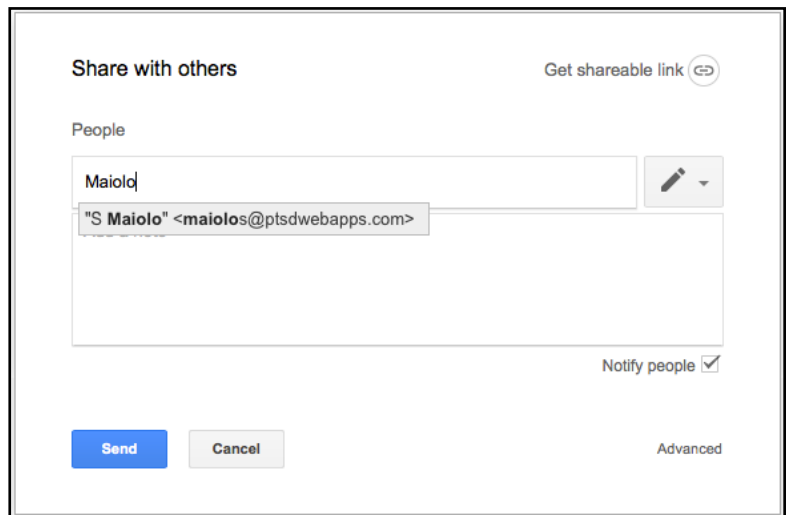 Share with others
Get shareable link
People
Maiolo
"S Maiolo" <maiolos@ptsdwebapps.com>
Notify people
Send
Cancel
Advanced